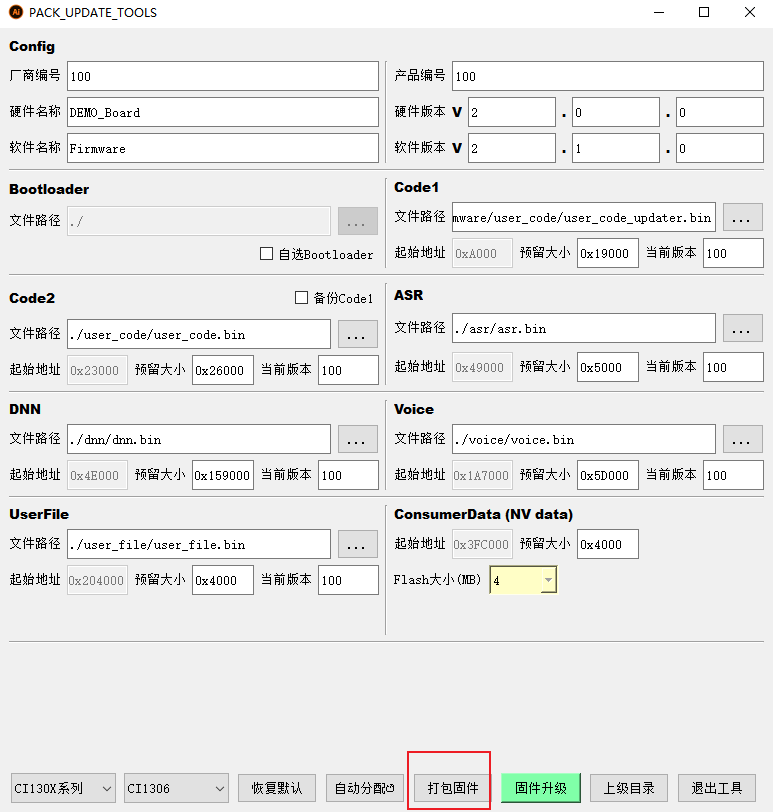 PACK_UPDATE_TOOLS
Config
厂商编号 100 产品编号 100
硬件名称 DEMO_Board 硬件版本 V 2 . 0 . 0
软件名称 Firmware 软件版本 V 2 . 1 . 0
Bootloader
文件路径 ./ ...
自选Bootloader
Code1
文件路径 mware/user_code/user_code_updater.bin ...
起始地址 0xA000 预留大小 0x19000 当前版本 100
Code2 备份Code1
文件路径 ./user_code/user_code.bin ...
起始地址 0x23000 预留大小 0x26000 当前版本 100
ASR
文件路径 ./asr/asr.bin ...
起始地址 0x49000 预留大小 0x5000 当前版本 100
DNN
文件路径 ./dnn/dnn.bin ...
起始地址 0x4E000 预留大小 0x159000 当前版本 100
Voice
文件路径 ./voice/voice.bin ...
起始地址 0x1A7000 预留大小 0x5D000 当前版本 100
UserFile
文件路径 ./user_file/user_file.bin ...
起始地址 0x204000 预留大小 0x4000 当前版本 100
ConsumerData (NV data)
起始地址 0x3FC000 预留大小 0x4000
Flash大小(MB) 4
CI130X系列 CI1306 恢复默认 自动分配 打包固件 固件升级 上级目录 退出工具